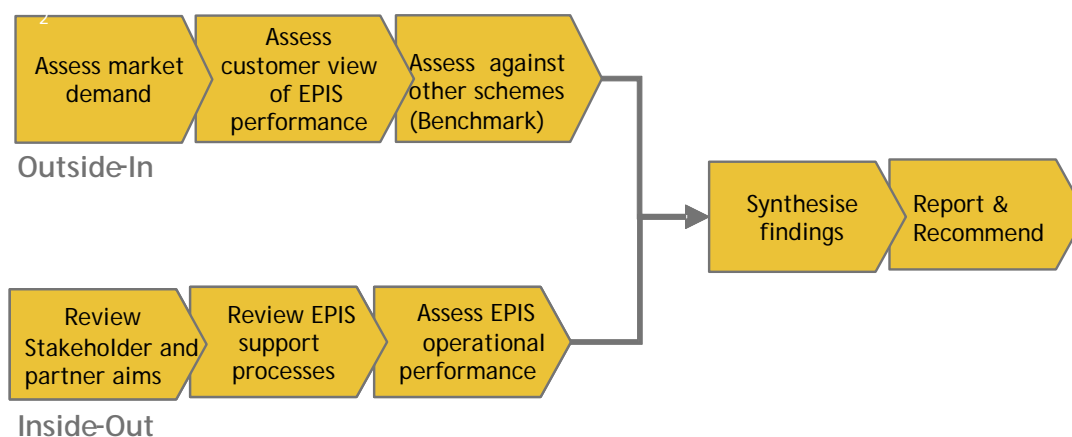 2
Assess market
demand
Assess
customer view
of EPIS
performance
Assess against
other schemes
(Benchmark)
Outside-In
Synthesise
findings
Report &
Recommend
Review
Stakeholder and
partner aims
Review EPIS
support
processes
Assess EPIS
operational
performance
Inside-Out